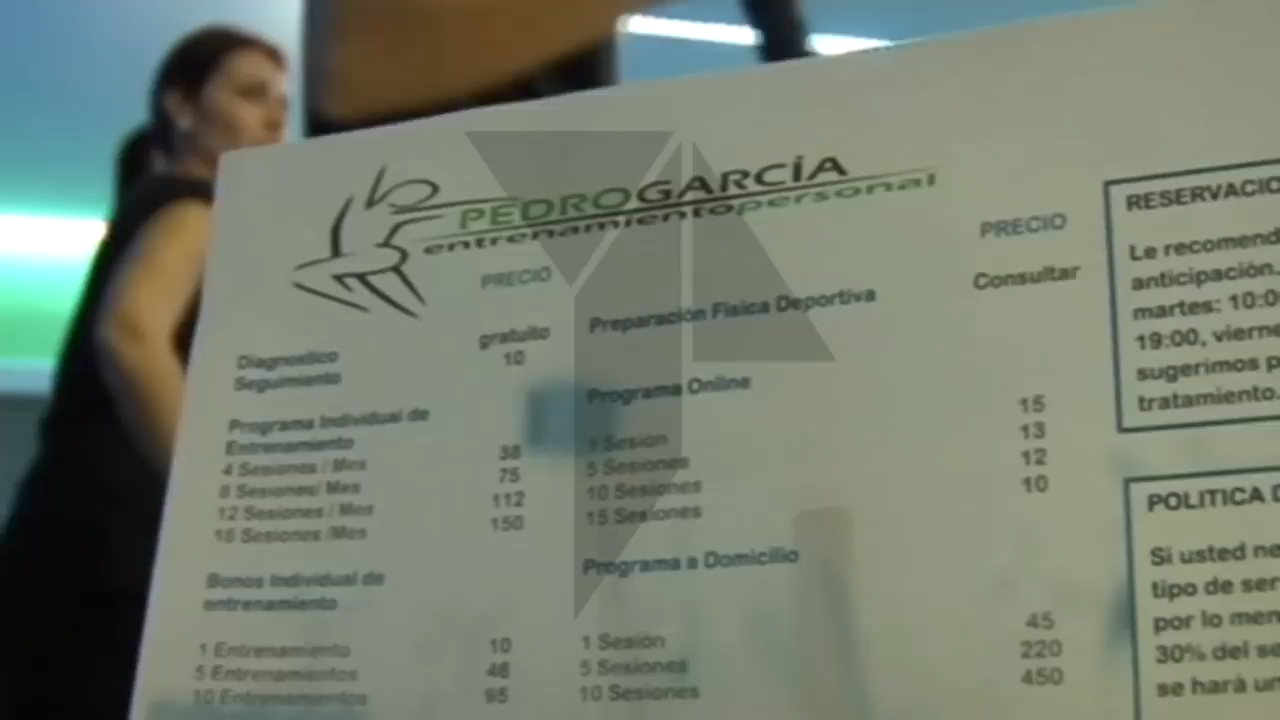 PEDROGARCÍA
entrenamientopersonal
PRECIO
Diagnostico gratuito
Seguimiento 10
Programa Individual de
Entrenamiento
4 Sesiones / Mes 38
8 Sesiones/ Mes 75
12 Sesiones / Mes 112
16 Sesiones /Mes 150
Bonos Individual de
entrenamiento
1 Entrenamiento 10
5 Entrenamientos 46
10 Entrenamientos 95
PRECIO
Preparacion Fisica Deportiva Consultar
Programa Online
1 Sesion 15
5 Sesiones 13
10 Sesiones 12
15 Sesiones 10
Programa a Domicilio
1 Sesion 45
5 Sesiones 220
10 Sesiones 450
RESERVACIO
Le recomend
anticipación.
martes: 10:0
19:00, vierne
sugerimos p
tratamiento.
POLITICA D
Si usted ne
tipo de ser
por lo men
30% del se
se hará un